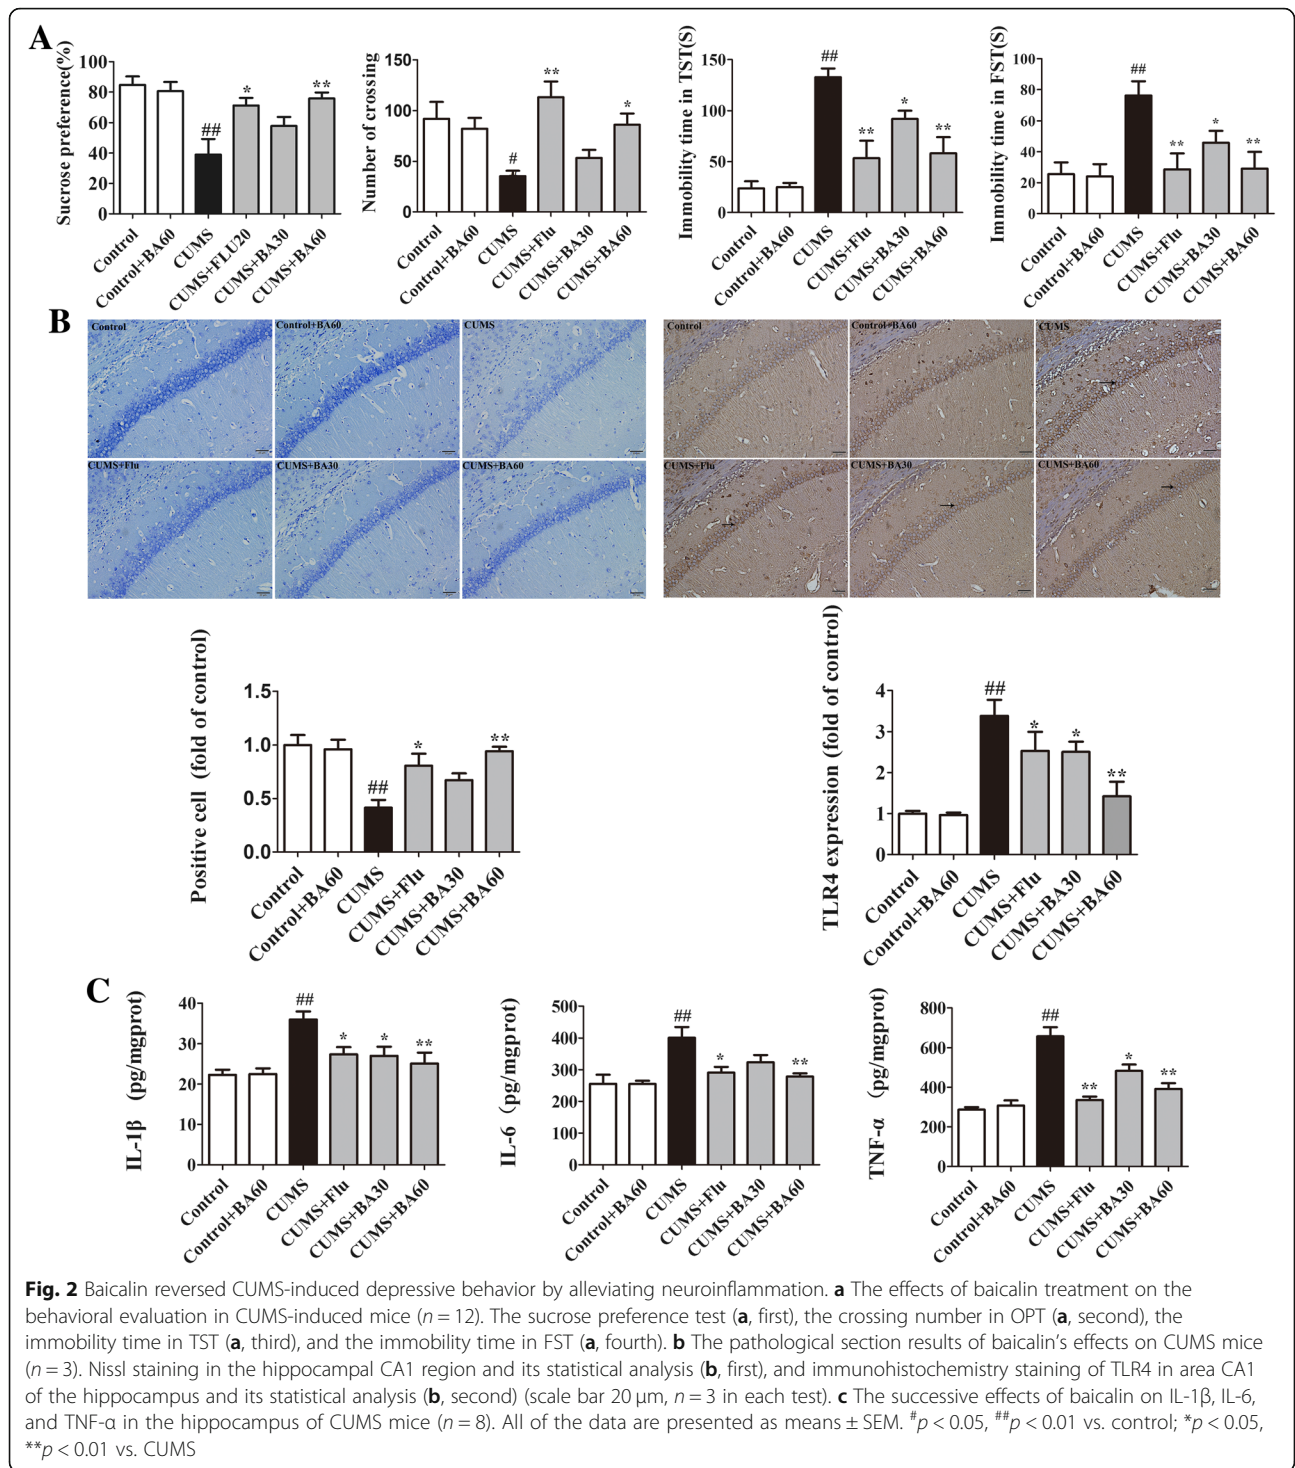 A
Sucrose preference(%)
100
80
60
40
20
0
##
*
**
Control
Control+BA60
CUMS
CUMS+FLU20
CUMS+BA30
CUMS+BA60
Number of crossing
150
100
50
0
#
**
*
Control
Control+BA60
CUMS
CUMS+Flu
CUMS+BA30
CUMS+BA60
Immobility time in TST(S)
150
100
50
0
##
**
*
**
Control
Control+BA60
CUMS
CUMS+Flu
CUMS+BA30
CUMS+BA60
Immobility time in FST(S)
100
80
60
40
20
0
##
**
*
**
Control
Control+BA60
CUMS
CUMS+Flu
CUMS+BA30
CUMS+BA60
B
Control
Control+BA60
CUMS
CUMS+Flu
CUMS+BA30
CUMS+BA60
Control
Control+BA60
CUMS
CUMS+Flu
CUMS+BA30
CUMS+BA60
Positive cell (fold of control)
1.5
1.0
0.5
0.0
##
*
**
Control
Control+BA60
CUMS
CUMS+Flu
CUMS+BA30
CUMS+BA60
TLR4 expression (fold of control)
4
3
2
1
0
##
*
*
**
Control
Control+BA60
CUMS
CUMS+Flu
CUMS+BA30
CUMS+BA60
C
IL-1β (pg/mgprot)
40
30
20
10
0
##
*
*
**
Control
Control+BA60
CUMS
CUMS+Flu
CUMS+BA30
CUMS+BA60
IL-6 (pg/mgprot)
500
400
300
200
100
0
##
*
**
Control
Control+BA60
CUMS
CUMS+Flu
CUMS+BA30
CUMS+BA60
TNF-α (pg/mgprot)
800
600
400
200
0
##
**
*
**
Control
Control+BA60
CUMS
CUMS+Flu
CUMS+BA30
CUMS+BA60
Fig. 2 Baicalin reversed CUMS-induced depressive behavior by alleviating neuroinflammation. a The effects of baicalin treatment on the
behavioral evaluation in CUMS-induced mice (n = 12). The sucrose preference test (a, first), the crossing number in OPT (a, second), the
immobility time in TST (a, third), and the immobility time in FST (a, fourth). b The pathological section results of baicalin's effects on CUMS mice
(n = 3). Nissl staining in the hippocampal CA1 region and its statistical analysis (b, first), and immunohistochemistry staining of TLR4 in area CA1
of the hippocampus and its statistical analysis (b, second) (scale bar 20 μm, n = 3 in each test). c The successive effects of baicalin on IL-1β, IL-6,
and TNF-α in the hippocampus of CUMS mice (n = 8). All of the data are presented as means ± SEM. #p < 0.05, ##p < 0.01 vs. control; *p < 0.05,
**p < 0.01 vs. CUMS